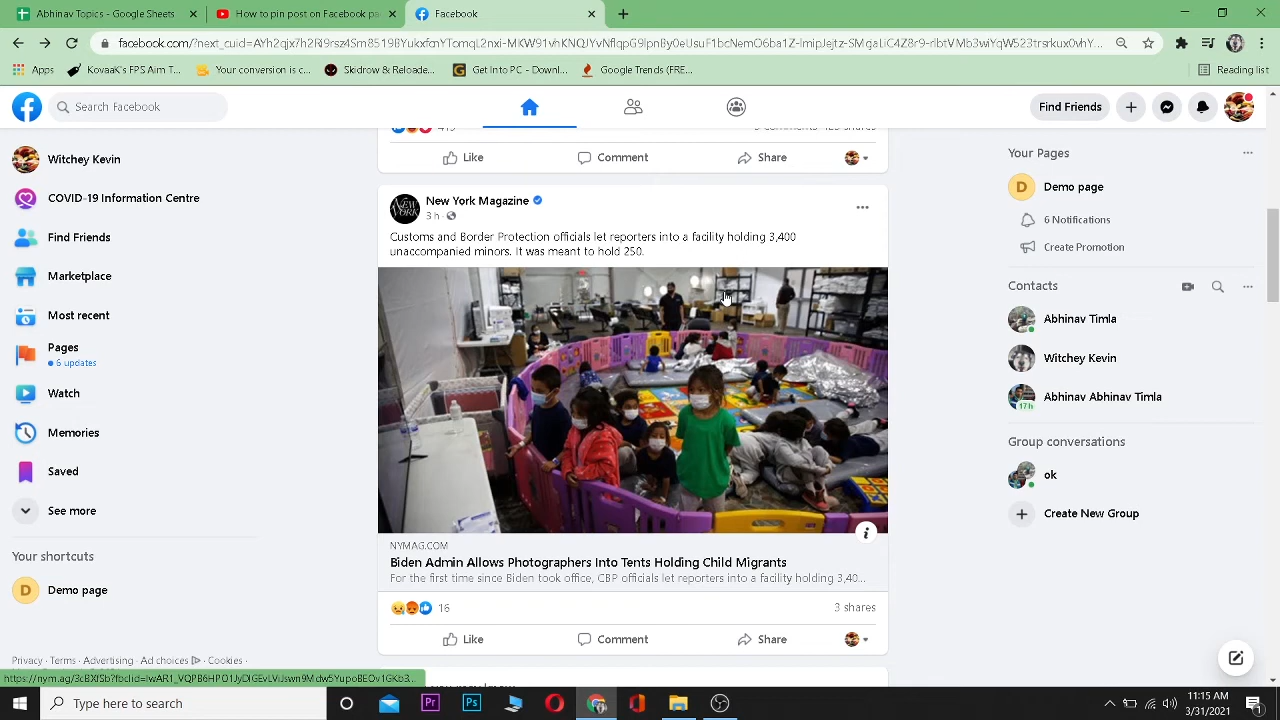 Abhinav Topics - Google Sheets
How to pin post on Facebook ps
Facebook
Apps
KovaaK's FPS Aim T...
Your conversion is c...
Skidrow & Reloade...
Get Into PC - Downl...
Google Trends (FRE...
Reading list
Search Facebook
Find Friends
Witchey Kevin
COVID-19 Information Centre
Find Friends
Marketplace
Most recent
Pages
6 updates
Watch
Memories
Saved
See more
Your shortcuts
Demo page
Privacy · Terms · Advertising · Ad choices · Cookies ·
Like
Comment
Share
New York Magazine
3 h ·
Customs and Border Protection officials let reporters into a facility holding 3,400
unaccompanied minors. It was meant to hold 250.
NYMAG.COM
Biden Admin Allows Photographers Into Tents Holding Child Migrants
For the first time since Biden took office, CBP officials let reporters into a facility holding 3,40...
16
3 shares
Like
Comment
Share
Your Pages
Demo page
6 Notifications
Create Promotion
Contacts
Abhinav Timla
Witchey Kevin
Abhinav Abhinav Timla
17 h
Group conversations
ok
Create New Group
Type here to search
11:15 AM
3/31/2021